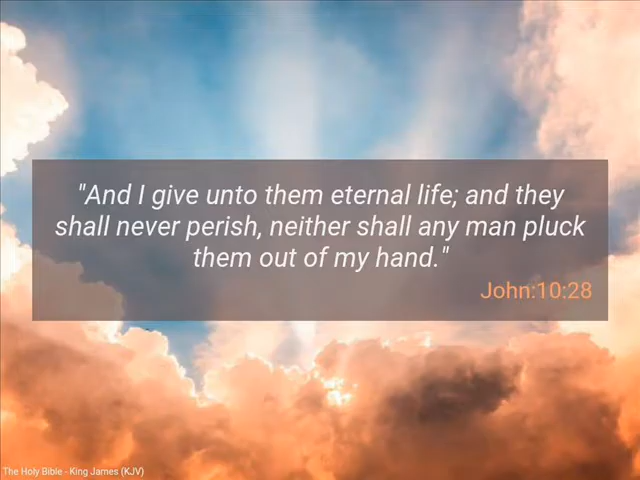 "And I give unto them eternal life; and they
shall never perish, neither shall any man pluck
them out of my hand."
John:10:28
The Holy Bible - King James (KJV)